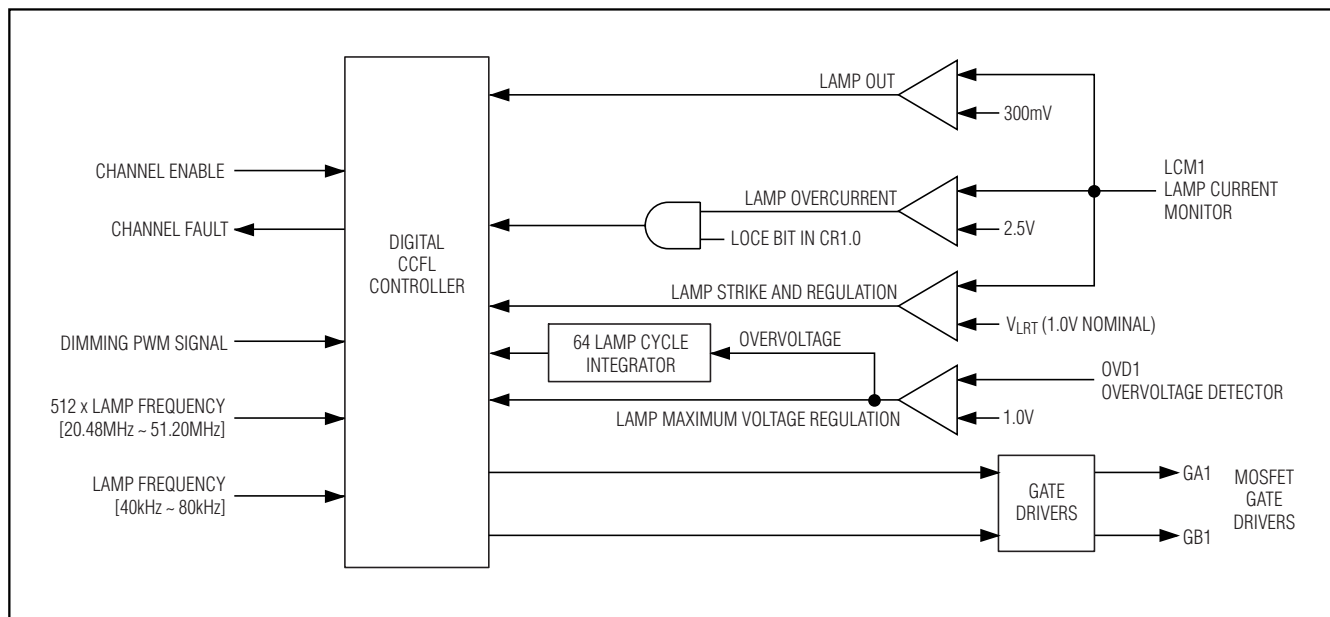 CHANNEL ENABLE
CHANNEL FAULT
DIMMING PWM SIGNAL
512 x LAMP FREQUENCY
[20.48MHz ~ 51.20MHz]
LAMP FREQUENCY
[40kHz ~ 80kHz]
DIGITAL
CCFL
CONTROLLER
LAMP OUT
300mV
LAMP OVERCURRENT
LOCE BIT IN CR1.0
2.5V
LCM1
LAMP CURRENT
MONITOR
LAMP STRIKE AND REGULATION
VLRT (1.0V NOMINAL)
64 LAMP CYCLE
INTEGRATOR
OVERVOLTAGE
LAMP MAXIMUM VOLTAGE REGULATION
1.0V
OVD1
OVERVOLTAGE DETECTOR
GATE
DRIVERS
GA1
GB1
MOSFET
GATE
DRIVERS